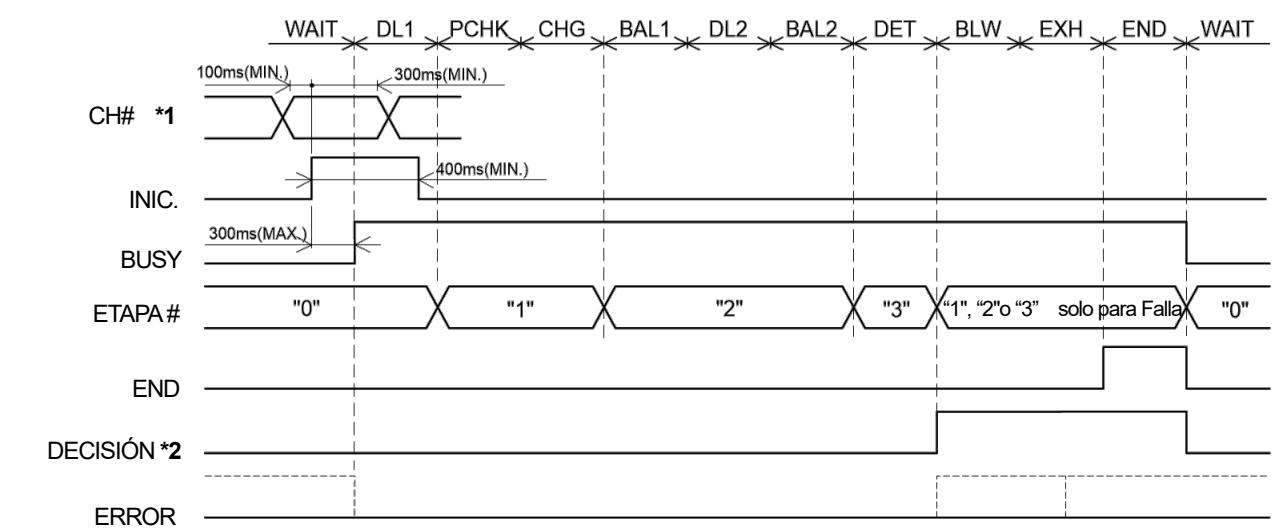 WAIT DL1 PCHK CHG BAL1 DL2 BAL2 DET BLW EXH END WAIT
100ms(MIN.) 300ms(MIN.)
CH# *1
400ms(MIN.)
INIC.
300ms(MAX.)
BUSY
ETAPA # "0" "1" "2" "3" “1”, “2”o “3” solo para Falla "0"
END
DECISIÓN *2
ERROR